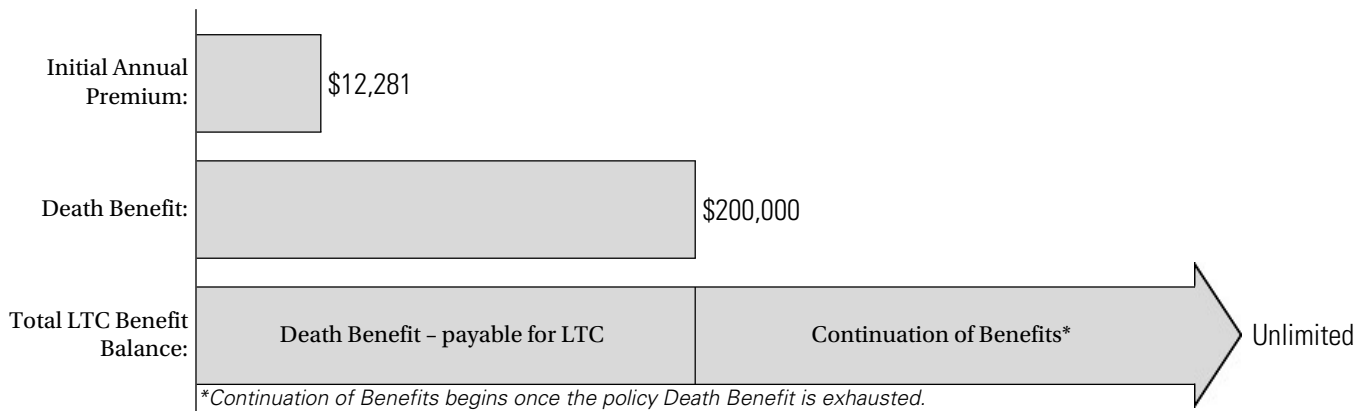 Initial Annual
Premium:
$12,281
Death Benefit:
$200,000
Total LTC Benefit
Balance:
Death Benefit – payable for LTC
Continuation of Benefits*
Unlimited
*Continuation of Benefits begins once the policy Death Benefit is exhausted.